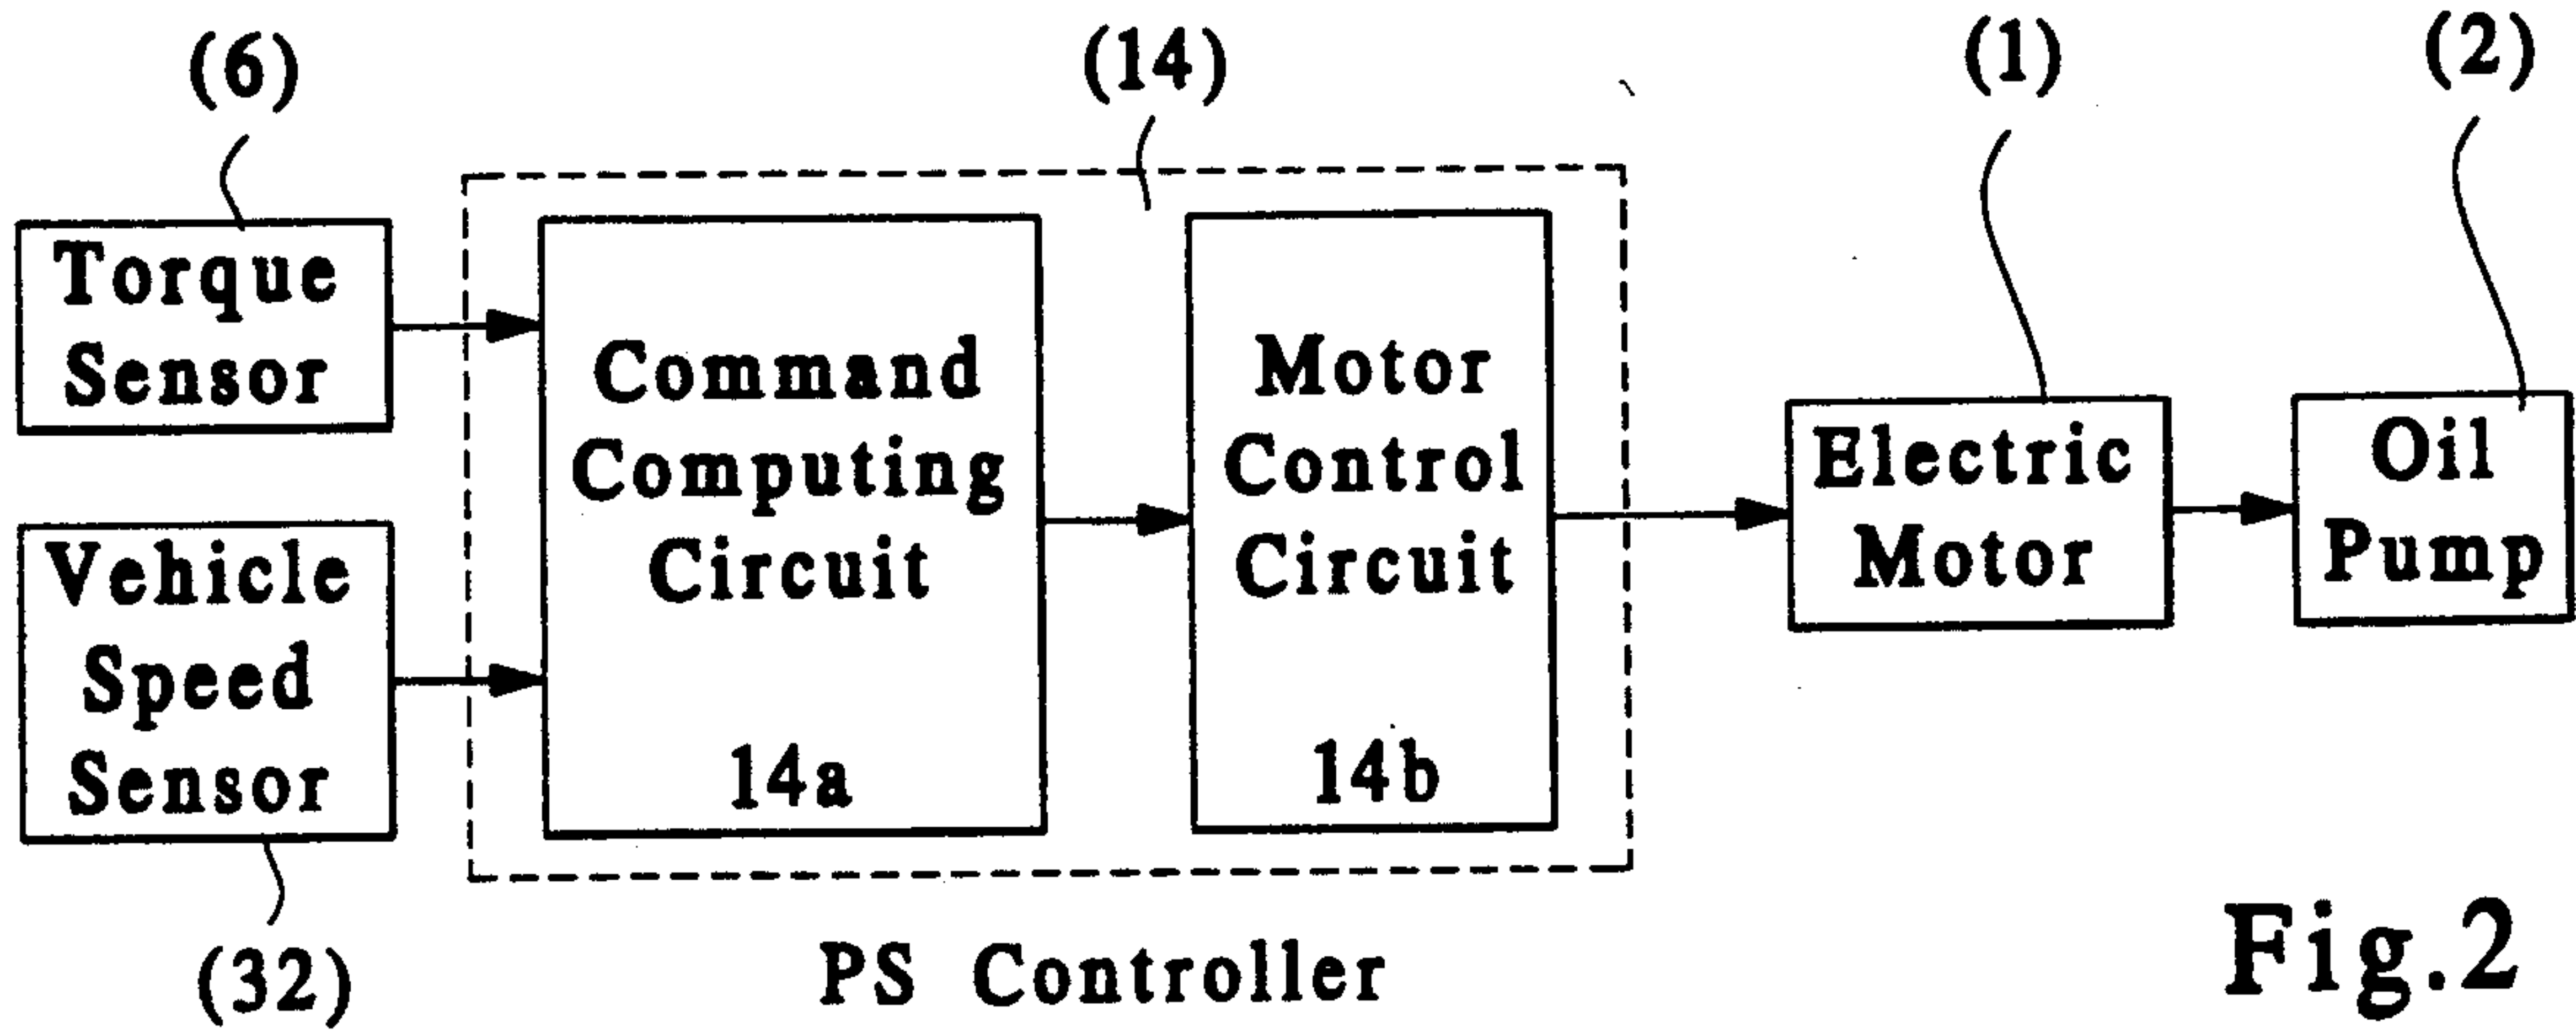 (6)
(14)
(1)
(2)
Torque
Sensor
Vehicle
Speed
Sensor
(32)
Command
Computing
Circuit
14a
Motor
Control
Circuit
14b
Electric
Motor
Oil
Pump
PS Controller
Fig.2